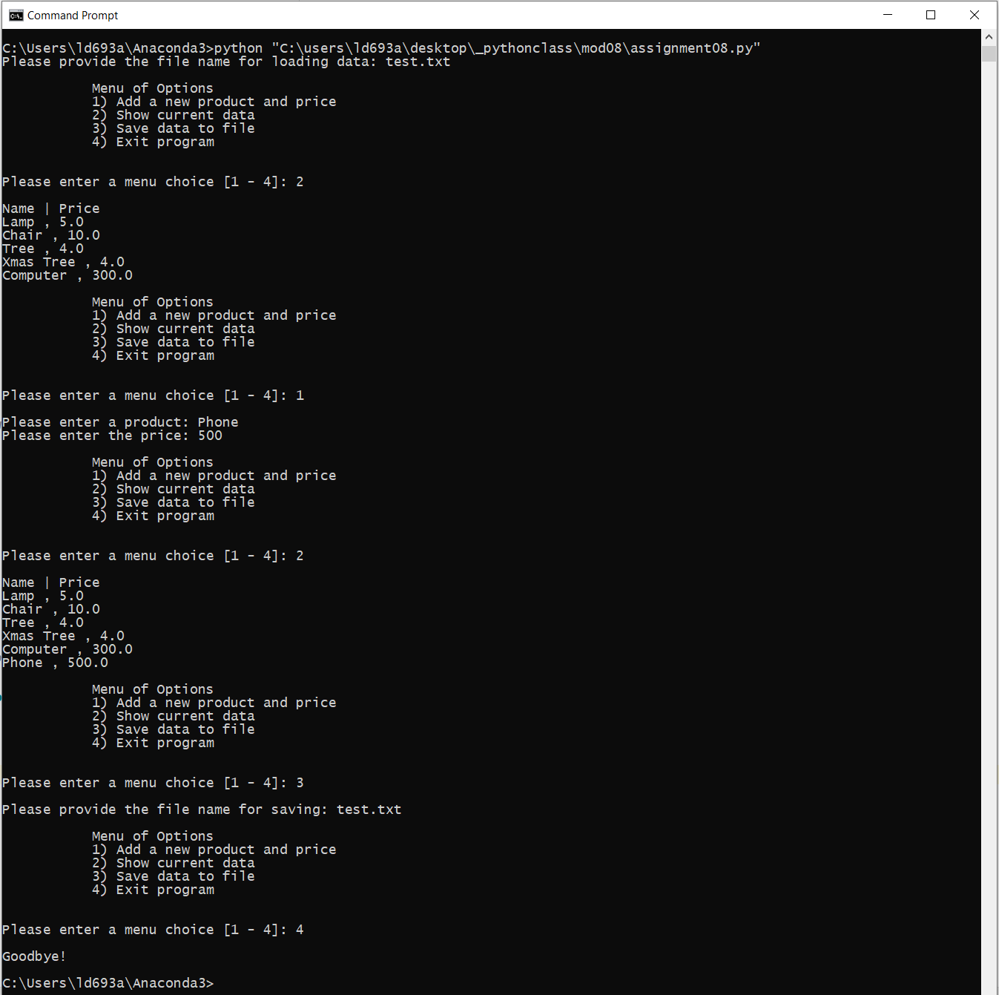 Command Prompt
C:\Users\ld693a\Anaconda3>python "C:\users\ld693a\desktop\_pythonclass\mod08\assignment08.py"
Please provide the file name for loading data: test.txt
Menu of Options
1) Add a new product and price
2) Show current data
3) Save data to file
4) Exit program
Please enter a menu choice [1 - 4]: 2
Name | Price
Lamp , 5.0
Chair , 10.0
Tree , 4.0
Xmas Tree , 4.0
Computer , 300.0
Menu of Options
1) Add a new product and price
2) Show current data
3) Save data to file
4) Exit program
Please enter a menu choice [1 - 4]: 1
Please enter a product: Phone
Please enter the price: 500
Menu of Options
1) Add a new product and price
2) Show current data
3) Save data to file
4) Exit program
Please enter a menu choice [1 - 4]: 2
Name | Price
Lamp , 5.0
Chair , 10.0
Tree , 4.0
Xmas Tree , 4.0
Computer , 300.0
Phone , 500.0
Menu of Options
1) Add a new product and price
2) Show current data
3) Save data to file
4) Exit program
Please enter a menu choice [1 - 4]: 3
Please provide the file name for saving: test.txt
Menu of Options
1) Add a new product and price
2) Show current data
3) Save data to file
4) Exit program
Please enter a menu choice [1 - 4]: 4
Goodbye!
C:\Users\ld693a\Anaconda3>